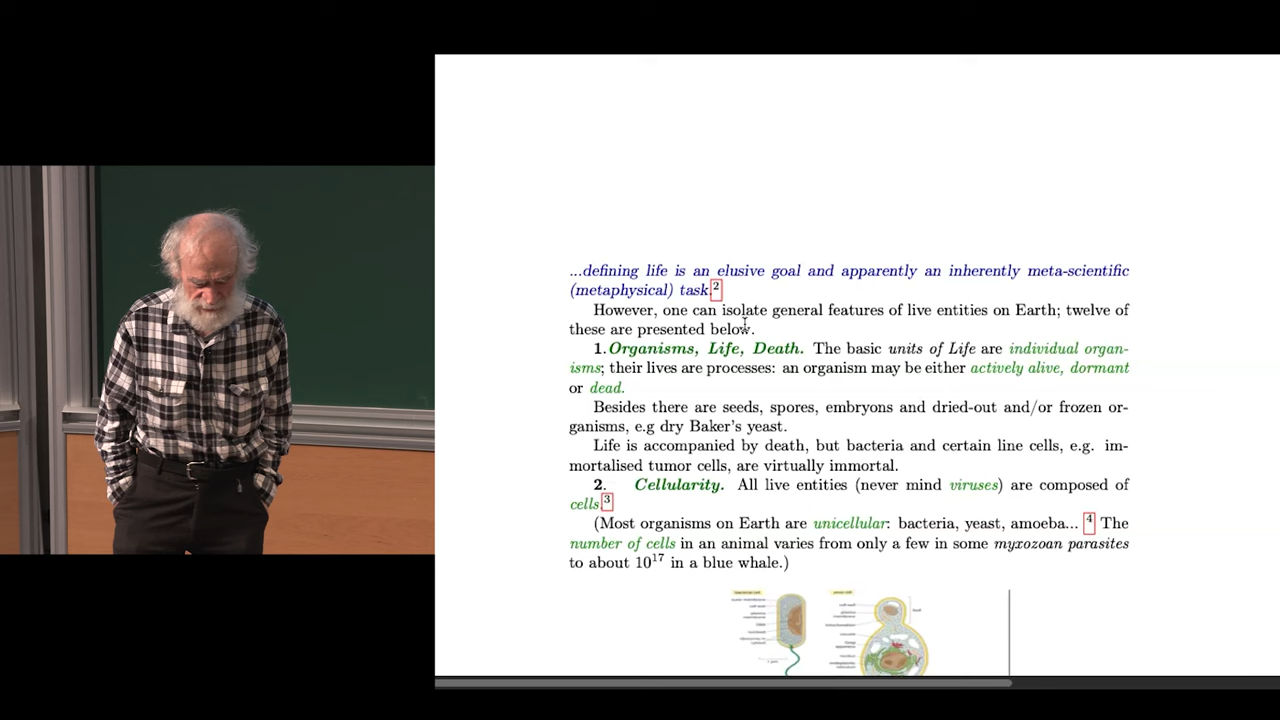 ...defining life is an elusive goal and apparently an inherently meta-scientific
(metaphysical) task.2
However, one can isolate general features of live entities on Earth; twelve of
these are presented below.
1.Organisms, Life, Death. The basic units of Life are individual organ-
isms; their lives are processes: an organism may be either actively alive, dormant
or dead.
Besides there are seeds, spores, embryons and dried-out and/or frozen or-
ganisms, e.g dry Baker's yeast.
Life is accompanied by death, but bacteria and certain line cells, e.g. im-
mortalised tumor cells, are virtually immortal.
2. Cellularity. All live entities (never mind viruses) are composed of
cells.3
(Most organisms on Earth are unicellular: bacteria, yeast, amoeba... 4 The
number of cells in an animal varies from only a few in some myxozoan parasites
to about 10^17 in a blue whale.)